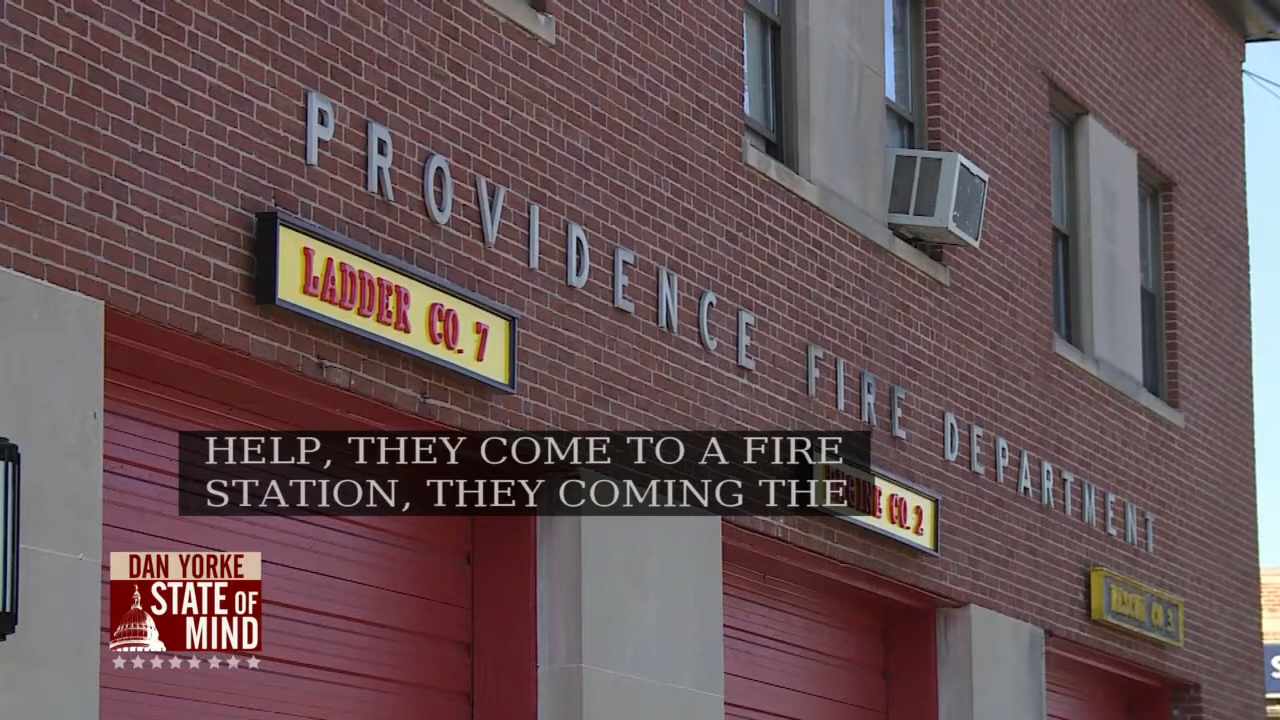 PROVIDENCE FIRE DEPARTMENT
LADDER CO. 7
HELP, THEY COME TO A FIRE
STATION, THEY COMING THE
CO. 2
DAN YORKE
STATE OF
MIND